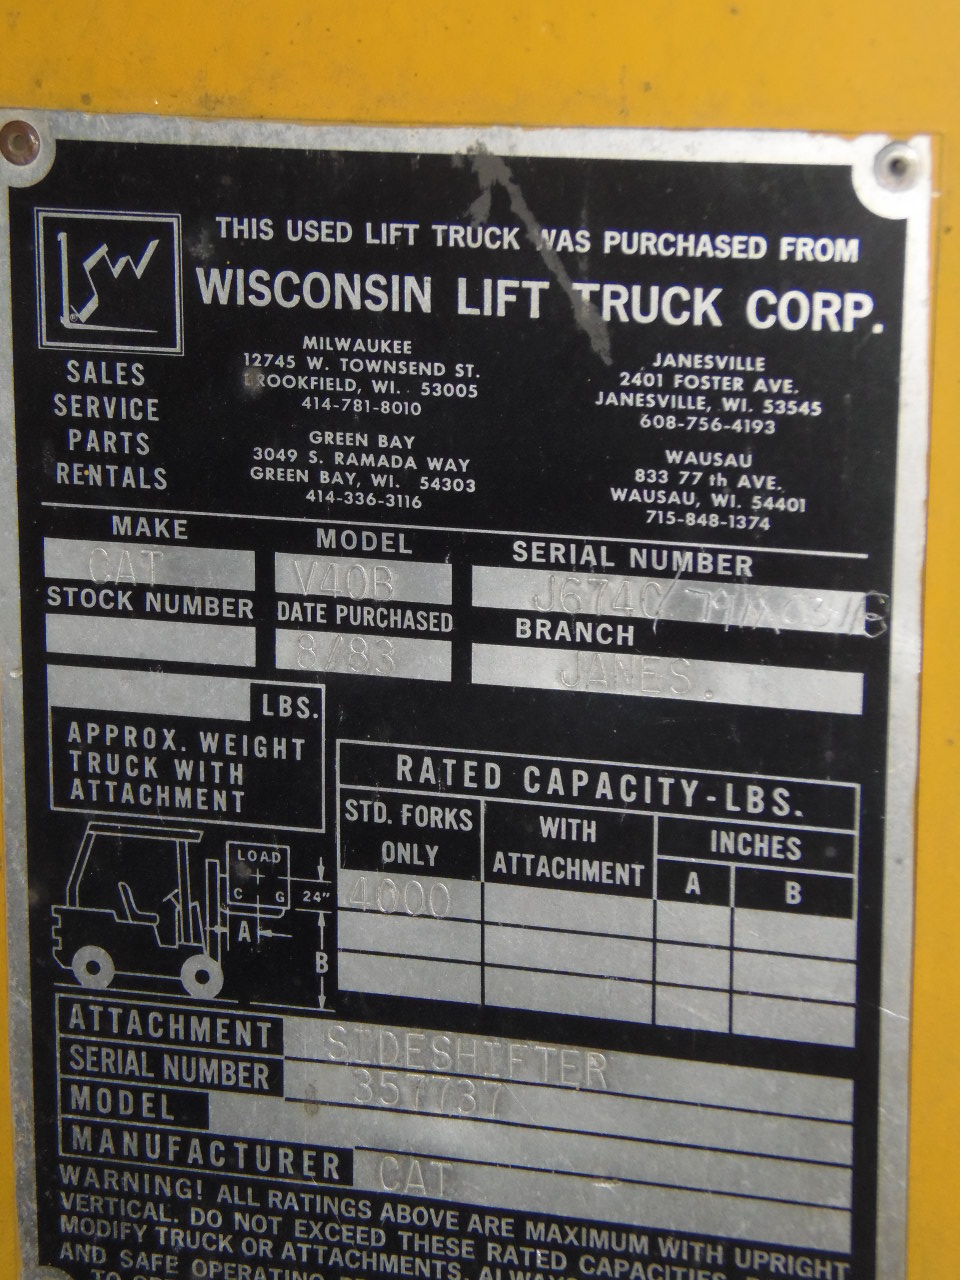 LSW
THIS USED LIFT TRUCK WAS PURCHASED FROM
WISCONSIN LIFT TRUCK CORP.
SALES
SERVICE
PARTS
RENTALS
MILWAUKEE
12745 W. TOWNSEND ST.
BROOKFIELD, WI. 53005
414-781-8010
GREEN BAY
3049 S. RAMADA WAY
GREEN BAY, WI. 54303
414-336-3116
JANESVILLE
2401 FOSTER AVE.
JANESVILLE, WI. 53545
608-756-4193
WAUSAU
833 77 th AVE.
WAUSAU, WI. 54401
715-848-1374
MAKE MODEL SERIAL NUMBER
CAT V40B J6740/
STOCK NUMBER DATE PURCHASED BRANCH
8/83 JANES.
LBS.
APPROX. WEIGHT
TRUCK WITH
ATTACHMENT
LOAD
C G
24"
A
B
RATED CAPACITY-LBS.
STD. FORKS ONLY WITH ATTACHMENT INCHES
A B
4000
ATTACHMENT SIDESHIFTER
SERIAL NUMBER 357737
MODEL
MANUFACTURER CAT
WARNING! ALL RATINGS ABOVE ARE MAXIMUM WITH UPRIGHT
VERTICAL. DO NOT EXCEED THESE RATED CAPACITIES.
MODIFY TRUCK OR ATTACHMENTS.
AND SAFE OPERATING